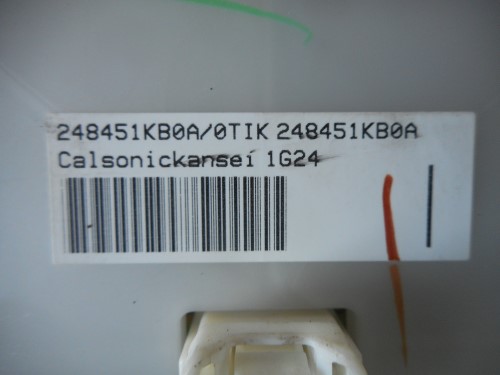 248451KB0A/0TIK 248451KB0A
Calsonickansei 1G24